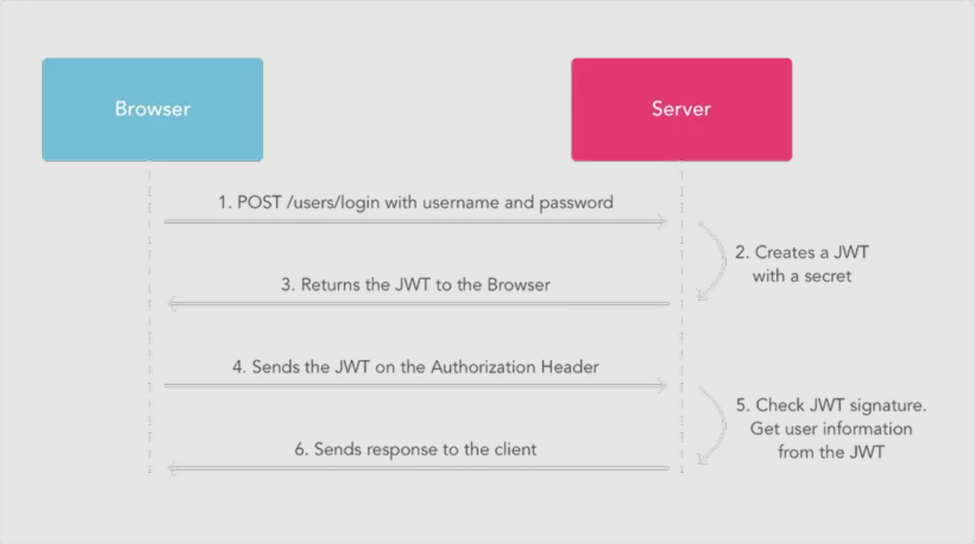 Browser
Server
1. POST /users/login with username and password
2. Creates a JWT
with a secret
3. Returns the JWT to the Browser
4. Sends the JWT on the Authorization Header
5. Check JWT signature.
Get user information
from the JWT
6. Sends response to the client